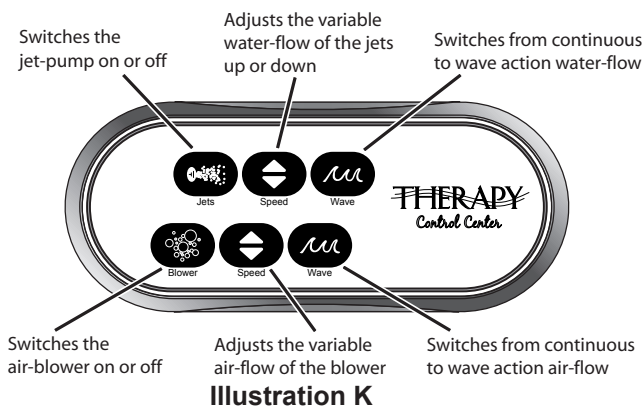 Switches the
jet-pump on or off
Adjusts the variable
water-flow of the jets
up or down
Switches from continuous
to wave action water-flow
Jets
Speed
Wave
THERAPY
Control Center
Blower
Speed
Wave
Switches the
air-blower on or off
Adjusts the variable
air-flow of the blower
Switches from continuous
to wave action air-flow
Illustration K